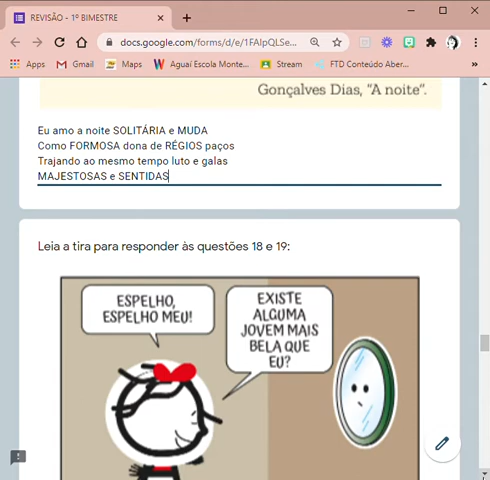 REVISÃO - 1º BIMESTRE
docs.google.com/forms/d/e/1FAIpQLSe...
Apps Gmail Maps Aguaí Escola Monte... Stream FTD Conteúdo Aber... »
Gonçalves Dias, "A noite".
Eu amo a noite SOLITÁRIA e MUDA
Como FORMOSA dona de RÉGIOS paços
Trajando ao mesmo tempo luto e galas
MAJESTOSAS e SENTIDAS
Leia a tira para responder às questões 18 e 19:
ESPELHO,
ESPELHO MEU!
EXISTE
ALGUMA
JOVEM MAIS
BELA QUE
EU?